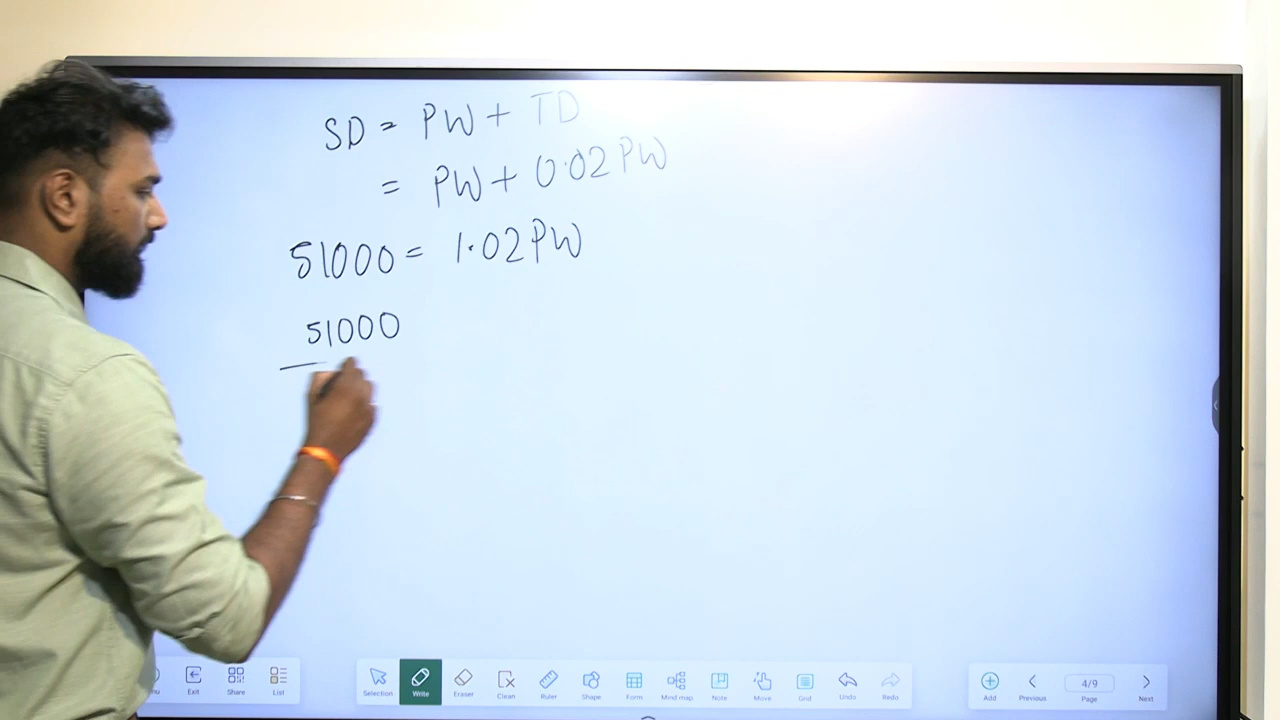 SD = PW + TD
= PW + 0.02 PW
51000 = 1.02 PW
51000
Exit Share List Selection Write Eraser Clean Ruler Shape Form Mind map Note Move Grid Undo Redo Add Previous 4/9 Page Next